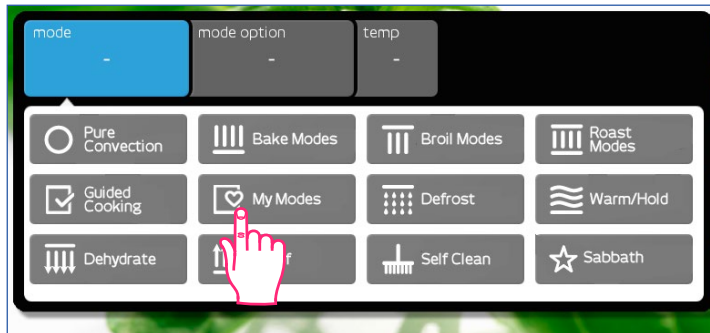 mode
-
mode option
-
temp
-
Pure
Convection
Bake Modes
Broil Modes
Roast
Modes
Guided
Cooking
My Modes
Defrost
Warm/Hold
Dehydrate
Self Clean
Sabbath